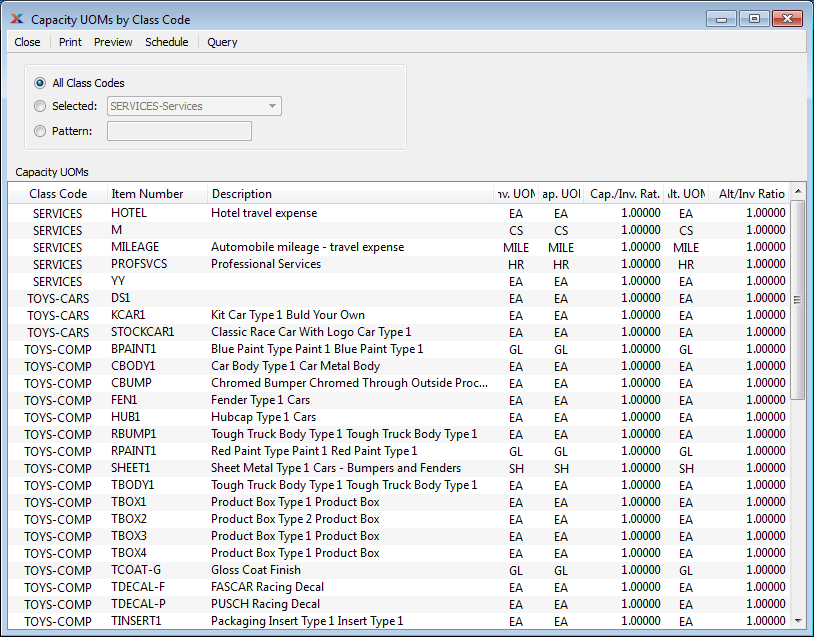 Capacity UOMs by Class Code
Close Print Preview Schedule Query
All Class Codes
Selected: SERVICES-Services
Pattern:
Capacity UOMs
Class Code Item Number Description nv. UOM ap. UOM Cap./Inv. Rat. lt. UOM Alt/Inv Ratio
SERVICES HOTEL Hotel travel expense EA EA 1.00000 EA 1.00000
SERVICES M CS CS 1.00000 CS 1.00000
SERVICES MILEAGE Automobile mileage - travel expense MILE MILE 1.00000 MILE 1.00000
SERVICES PROFSVCS Professional Services HR HR 1.00000 HR 1.00000
SERVICES YY EA EA 1.00000 EA 1.00000
TOYS-CARS DS1 EA EA 1.00000 EA 1.00000
TOYS-CARS KCAR1 Kit Car Type 1 Buld Your Own EA EA 1.00000 EA 1.00000
TOYS-CARS STOCKCAR1 Classic Race Car With Logo Car Type 1 EA EA 1.00000 EA 1.00000
TOYS-COMP BPAINT1 Blue Paint Type Paint 1 Blue Paint Type 1 GL GL 1.00000 GL 1.00000
TOYS-COMP CBODY1 Car Body Type 1 Car Metal Body EA EA 1.00000 EA 1.00000
TOYS-COMP CBUMP Chromed Bumper Chromed Through Outside Proc... EA EA 1.00000 EA 1.00000
TOYS-COMP FEN1 Fender Type 1 Cars EA EA 1.00000 EA 1.00000
TOYS-COMP HUB1 Hubcap Type 1 Cars EA EA 1.00000 EA 1.00000
TOYS-COMP RBUMP1 Tough Truck Body Type 1 Tough Truck Body Type 1 EA EA 1.00000 EA 1.00000
TOYS-COMP RPAINT1 Red Paint Type Paint 1 Red Paint Type 1 GL GL 1.00000 GL 1.00000
TOYS-COMP SHEET1 Sheet Metal Type 1 Cars - Bumpers and Fenders SH SH 1.00000 SH 1.00000
TOYS-COMP TBODY1 Tough Truck Body Type 1 Tough Truck Body Type 1 EA EA 1.00000 EA 1.00000
TOYS-COMP TBOX1 Product Box Type 1 Product Box EA EA 1.00000 EA 1.00000
TOYS-COMP TBOX2 Product Box Type 2 Product Box EA EA 1.00000 EA 1.00000
TOYS-COMP TBOX3 Product Box Type 1 Product Box EA EA 1.00000 EA 1.00000
TOYS-COMP TBOX4 Product Box Type 1 Product Box EA EA 1.00000 EA 1.00000
TOYS-COMP TCOAT-G Gloss Coat Finish GL GL 1.00000 GL 1.00000
TOYS-COMP TDECAL-F FASCAR Racing Decal EA EA 1.00000 EA 1.00000
TOYS-COMP TDECAL-P PUSCH Racing Decal EA EA 1.00000 EA 1.00000
TOYS-COMP TINSERT1 Packaging Insert Type 1 Insert Type 1 EA EA 1.00000 EA 1.00000